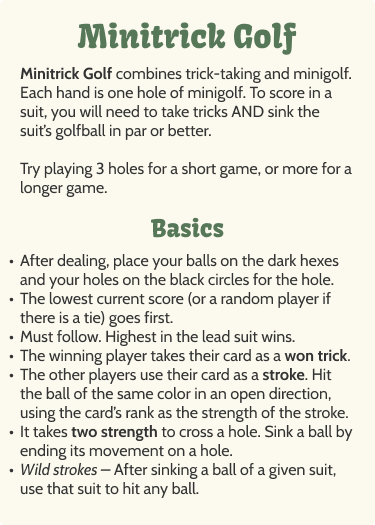 Minitrick Golf
Minitrick Golf combines trick-taking and minigolf.
Each hand is one hole of minigolf. To score in a
suit, you will need to take tricks AND sink the
suit's golfball in par or better.
Try playing 3 holes for a short game, or more for a
longer game.
Basics
• After dealing, place your balls on the dark hexes
and your holes on the black circles for the hole.
• The lowest current score (or a random player if
there is a tie) goes first.
• Must follow. Highest in the lead suit wins.
• The winning player takes their card as a won trick.
• The other players use their card as a stroke. Hit
the ball of the same color in an open direction,
using the card's rank as the strength of the stroke.
• It takes two strength to cross a hole. Sink a ball by
ending its movement on a hole.
• Wild strokes – After sinking a ball of a given suit,
use that suit to hit any ball.